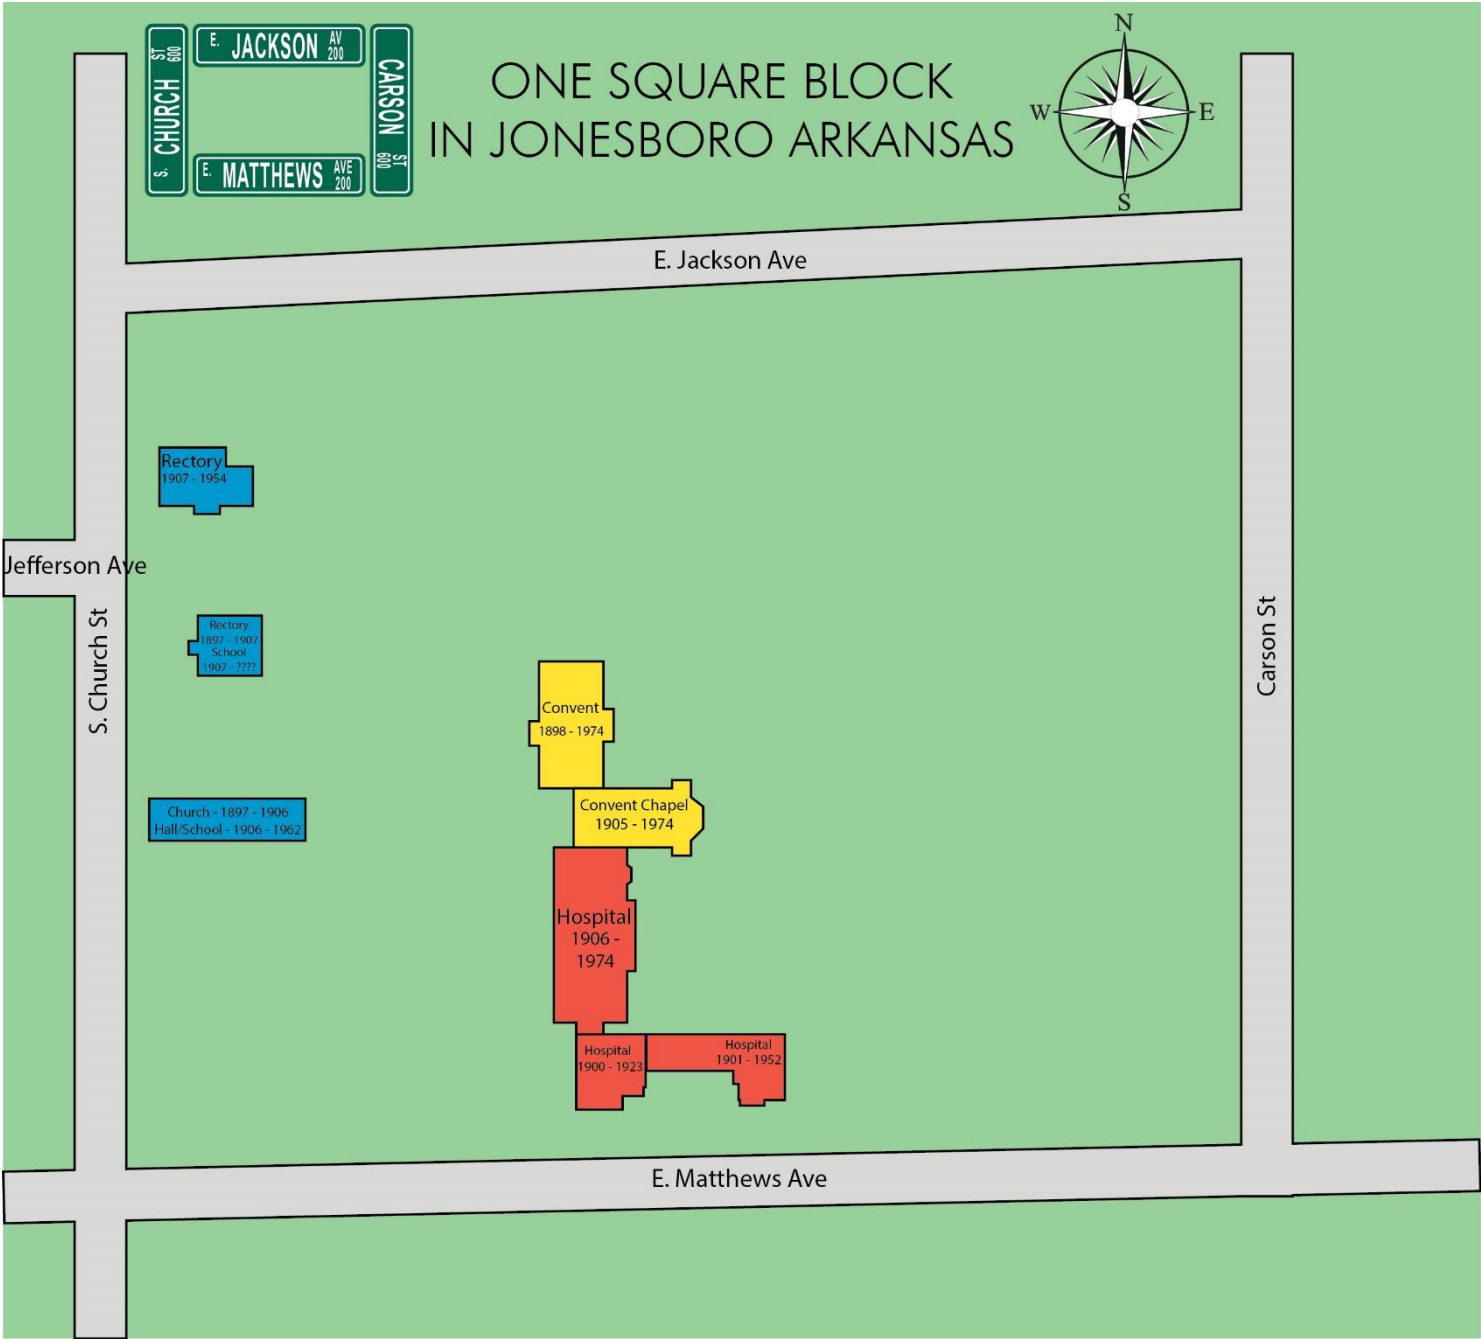 E. JACKSON AV 200
S. CHURCH ST 600
CARSON ST 600
E. MATTHEWS AVE 200
ONE SQUARE BLOCK
IN JONESBORO ARKANSAS
N
W
E
S
E. Jackson Ave
Rectory
1907 - 1954
Jefferson Ave
S. Church St
Carson St
Rectory
1897 - 1907
School
1907 - ????
Convent
1898 - 1974
Church - 1897 - 1906
Hall/School - 1906 - 1962
Convent Chapel
1905 - 1974
Hospital
1906 -
1974
Hospital
1900 - 1923
Hospital
1901 - 1952
E. Matthews Ave